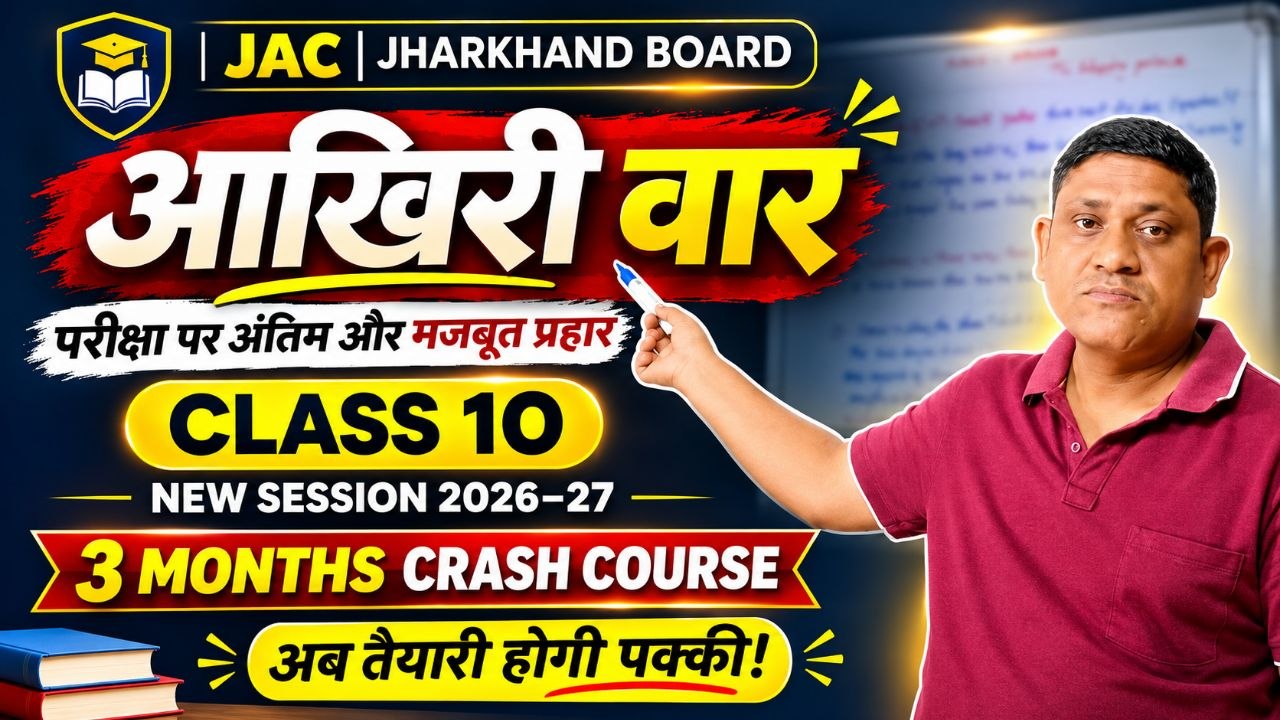 | JAC | JHARKHAND BOARD
आखिरी वार
परीक्षा पर अंतिम और मजबूत प्रहार
CLASS 10
NEW SESSION 2026–27
3 MONTHS CRASH COURSE
अब तैयारी होगी पक्की!